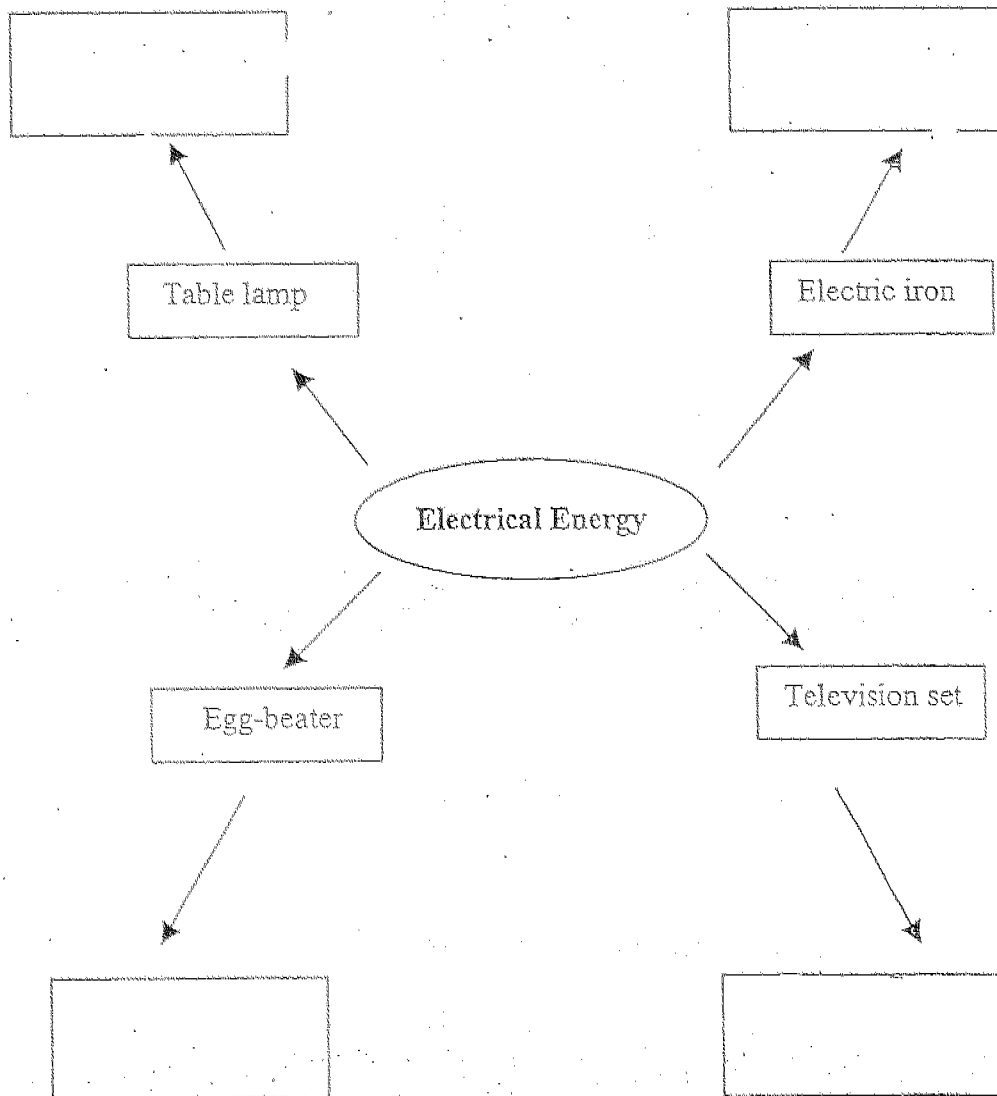 Table lamp
Electric iron
Electrical Energy
Egg-beater
Television set